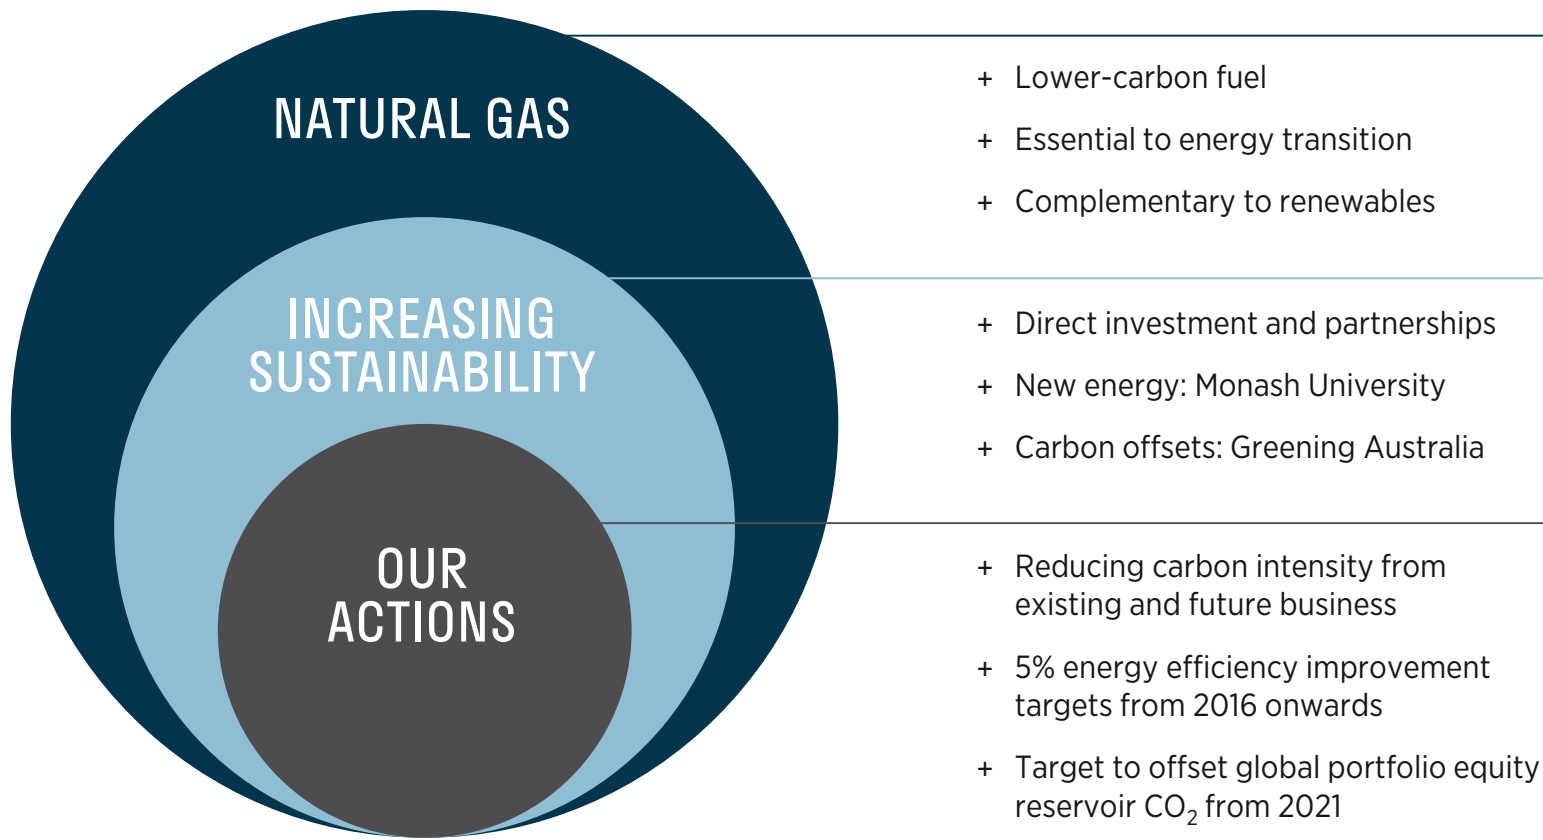 NATURAL GAS
+ Lower-carbon fuel
+ Essential to energy transition
+ Complementary to renewables
INCREASING
SUSTAINABILITY
+ Direct investment and partnerships
+ New energy: Monash University
+ Carbon offsets: Greening Australia
OUR
ACTIONS
+ Reducing carbon intensity from
existing and future business
+ 5% energy efficiency improvement
targets from 2016 onwards
+ Target to offset global portfolio equity
reservoir CO₂ from 2021